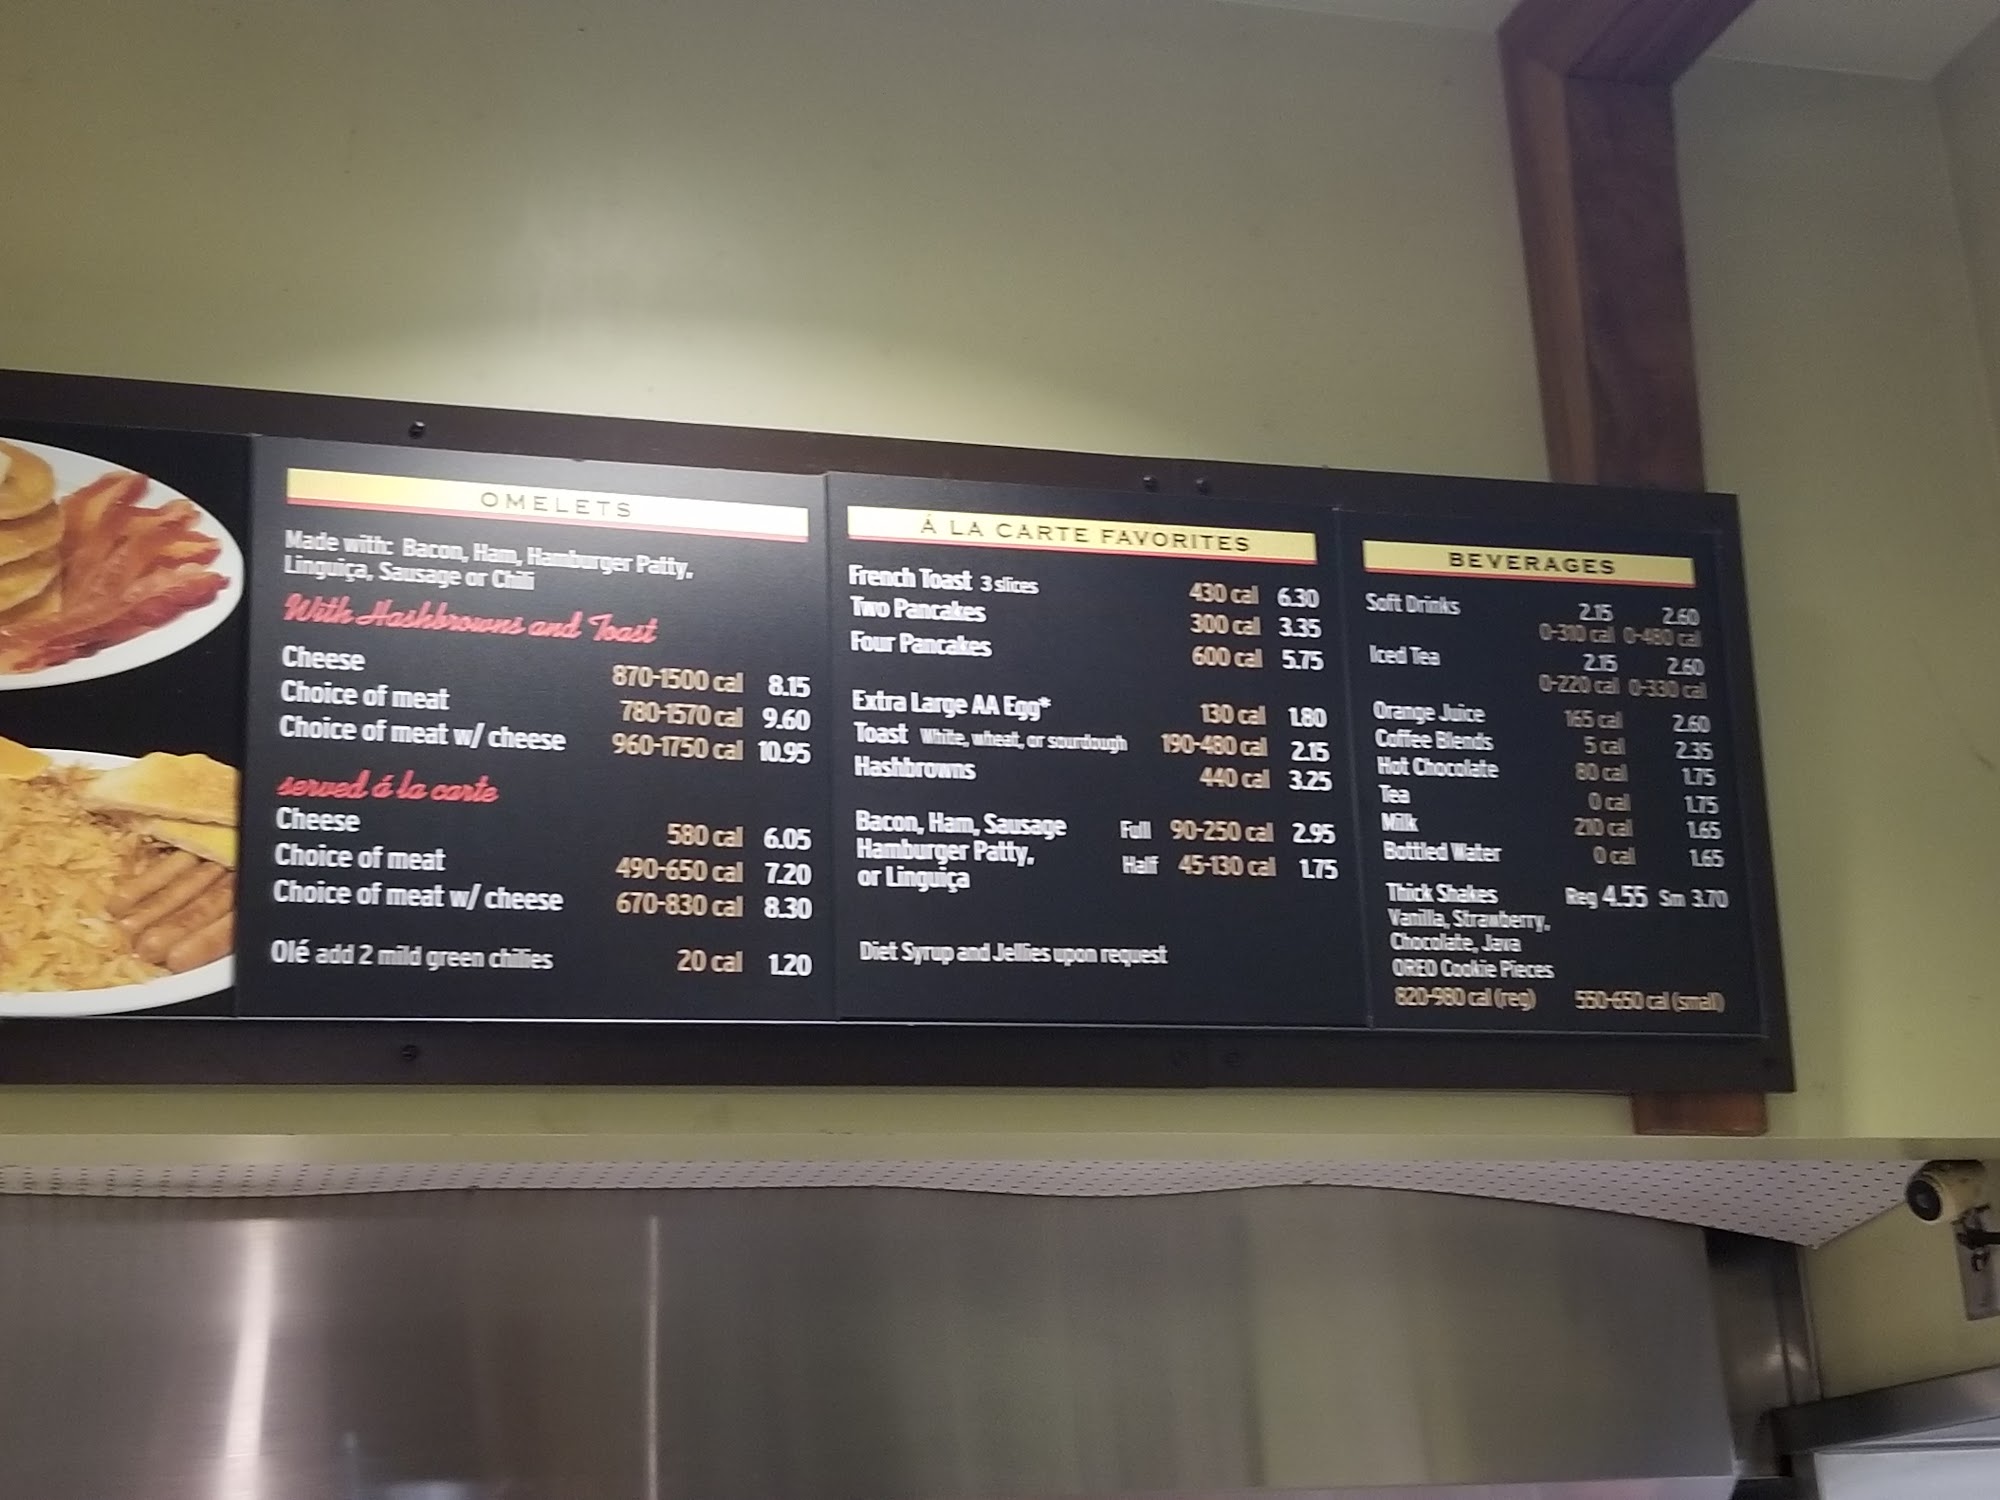 OMELETS
Made with: Bacon, Ham, Hamburger Patty,
Linguiça, Sausage or Chili
With Hashbrowns and Toast
Cheese 870-1500 cal 8.15
Choice of meat 780-1570 cal 9.60
Choice of meat w/ cheese 960-1750 cal 10.95
served á la carte
Cheese 580 cal 6.05
Choice of meat 490-650 cal 7.20
Choice of meat w/ cheese 670-830 cal 8.30
Olé add 2 mild green chilies 20 cal 1.20
Á LA CARTE FAVORITES
French Toast 3 slices 430 cal 6.30
Two Pancakes 300 cal 3.35
Four Pancakes 600 cal 5.75
Extra Large AA Egg* 130 cal 1.80
Toast White, wheat, or sourdough 190-480 cal 2.15
Hashbrowns 440 cal 3.25
Bacon, Ham, Sausage Full 90-250 cal 2.95
Hamburger Patty, Half 45-130 cal 1.75
or Linguiça
Diet Syrup and Jellies upon request
BEVERAGES
Soft Drinks 2.15 2.60
0-310 cal 0-480 cal
Iced Tea 2.15 2.60
0-220 cal 0-330 cal
Orange Juice 165 cal 2.60
Coffee Blends 5 cal 2.35
Hot Chocolate 80 cal 1.75
Tea 0 cal 1.75
Milk 210 cal 1.65
Bottled Water 0 cal 1.65
Thick Shakes Reg 4.55 Sm 3.70
Vanilla, Strawberry,
Chocolate, Java
OREO Cookie Pieces
820-980 cal (reg) 550-650 cal (small)